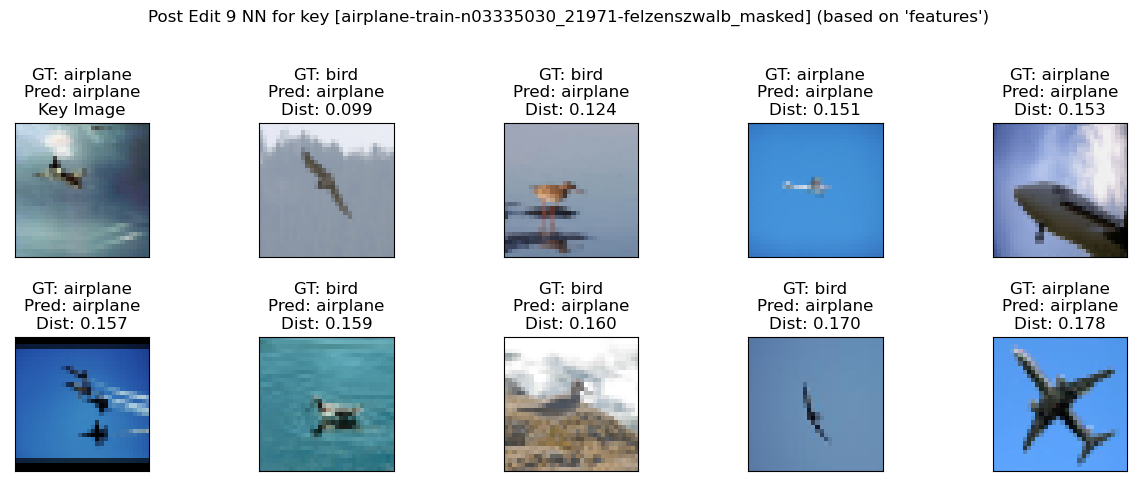 Post Edit 9 NN for key [airplane-train-n03335030_21971-felzenszwalb_masked] (based on 'features')
GT: airplane
Pred: airplane
Key Image
GT: bird
Pred: airplane
Dist: 0.099
GT: bird
Pred: airplane
Dist: 0.124
GT: airplane
Pred: airplane
Dist: 0.151
GT: airplane
Pred: airplane
Dist: 0.153
GT: airplane
Pred: airplane
Dist: 0.157
GT: bird
Pred: airplane
Dist: 0.159
GT: bird
Pred: airplane
Dist: 0.160
GT: bird
Pred: airplane
Dist: 0.170
GT: airplane
Pred: airplane
Dist: 0.178